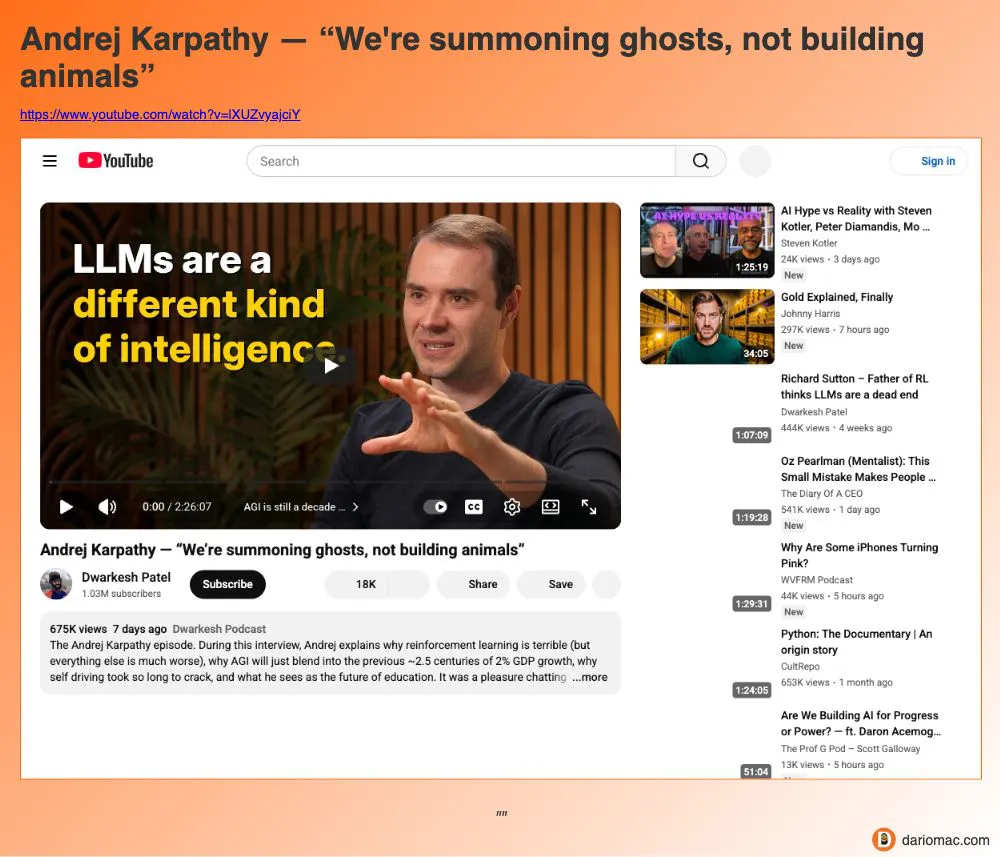 Andrej Karpathy — “We're summoning ghosts, not building
animals”
https://www.youtube.com/watch?v=lXUZvyajciY
YouTube
Search
Sign in
LLMs are a
different kind
of intelligence.
0:00 / 2:26:07
AGI is still a decade ...
CC
Andrej Karpathy — “We’re summoning ghosts, not building animals”
Dwarkesh Patel
1.03M subscribers
Subscribe
18K
Share
Save
675K views 7 days ago Dwarkesh Podcast
The Andrej Karpathy episode. During this interview, Andrej explains why reinforcement learning is terrible (but
everything else is much worse), why AGI will just blend into the previous ~2.5 centuries of 2% GDP growth, why
self driving took so long to crack, and what he sees as the future of education. It was a pleasure chatting ...more
AI HYPE VS REALITY
1:25:19
AI Hype vs Reality with Steven
Kotler, Peter Diamandis, Mo ...
Steven Kotler
24K views • 3 days ago
New
34:05
Gold Explained, Finally
Johnny Harris
297K views • 7 hours ago
New
1:07:09
Richard Sutton – Father of RL
thinks LLMs are a dead end
Dwarkesh Patel
444K views • 4 weeks ago
1:19:28
Oz Pearlman (Mentalist): This
Small Mistake Makes People ...
The Diary Of A CEO
541K views • 1 day ago
New
1:29:31
Why Are Some iPhones Turning
Pink?
WVFRM Podcast
44K views • 5 hours ago
New
1:24:05
Python: The Documentary | An
origin story
CultRepo
653K views • 1 month ago
51:04
Are We Building AI for Progress
or Power? — ft. Daron Acemog...
The Prof G Pod – Scott Galloway
13K views • 5 hours ago
""
dariomac.com